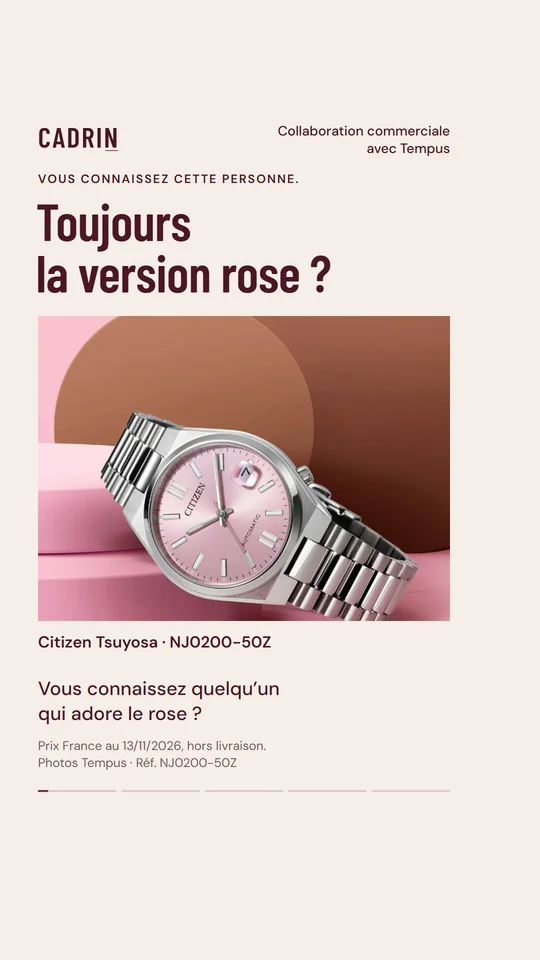 CADRIN
Collaboration commerciale
avec Tempus
VOUS CONNAISSEZ CETTE PERSONNE.
Toujours
la version rose ?
CITIZEN
7
AUTOMATIC
Citizen Tsuyosa · NJ0200-50Z
Vous connaissez quelqu’un
qui adore le rose ?
Prix France au 13/11/2026, hors livraison.
Photos Tempus · Réf. NJ0200-50Z